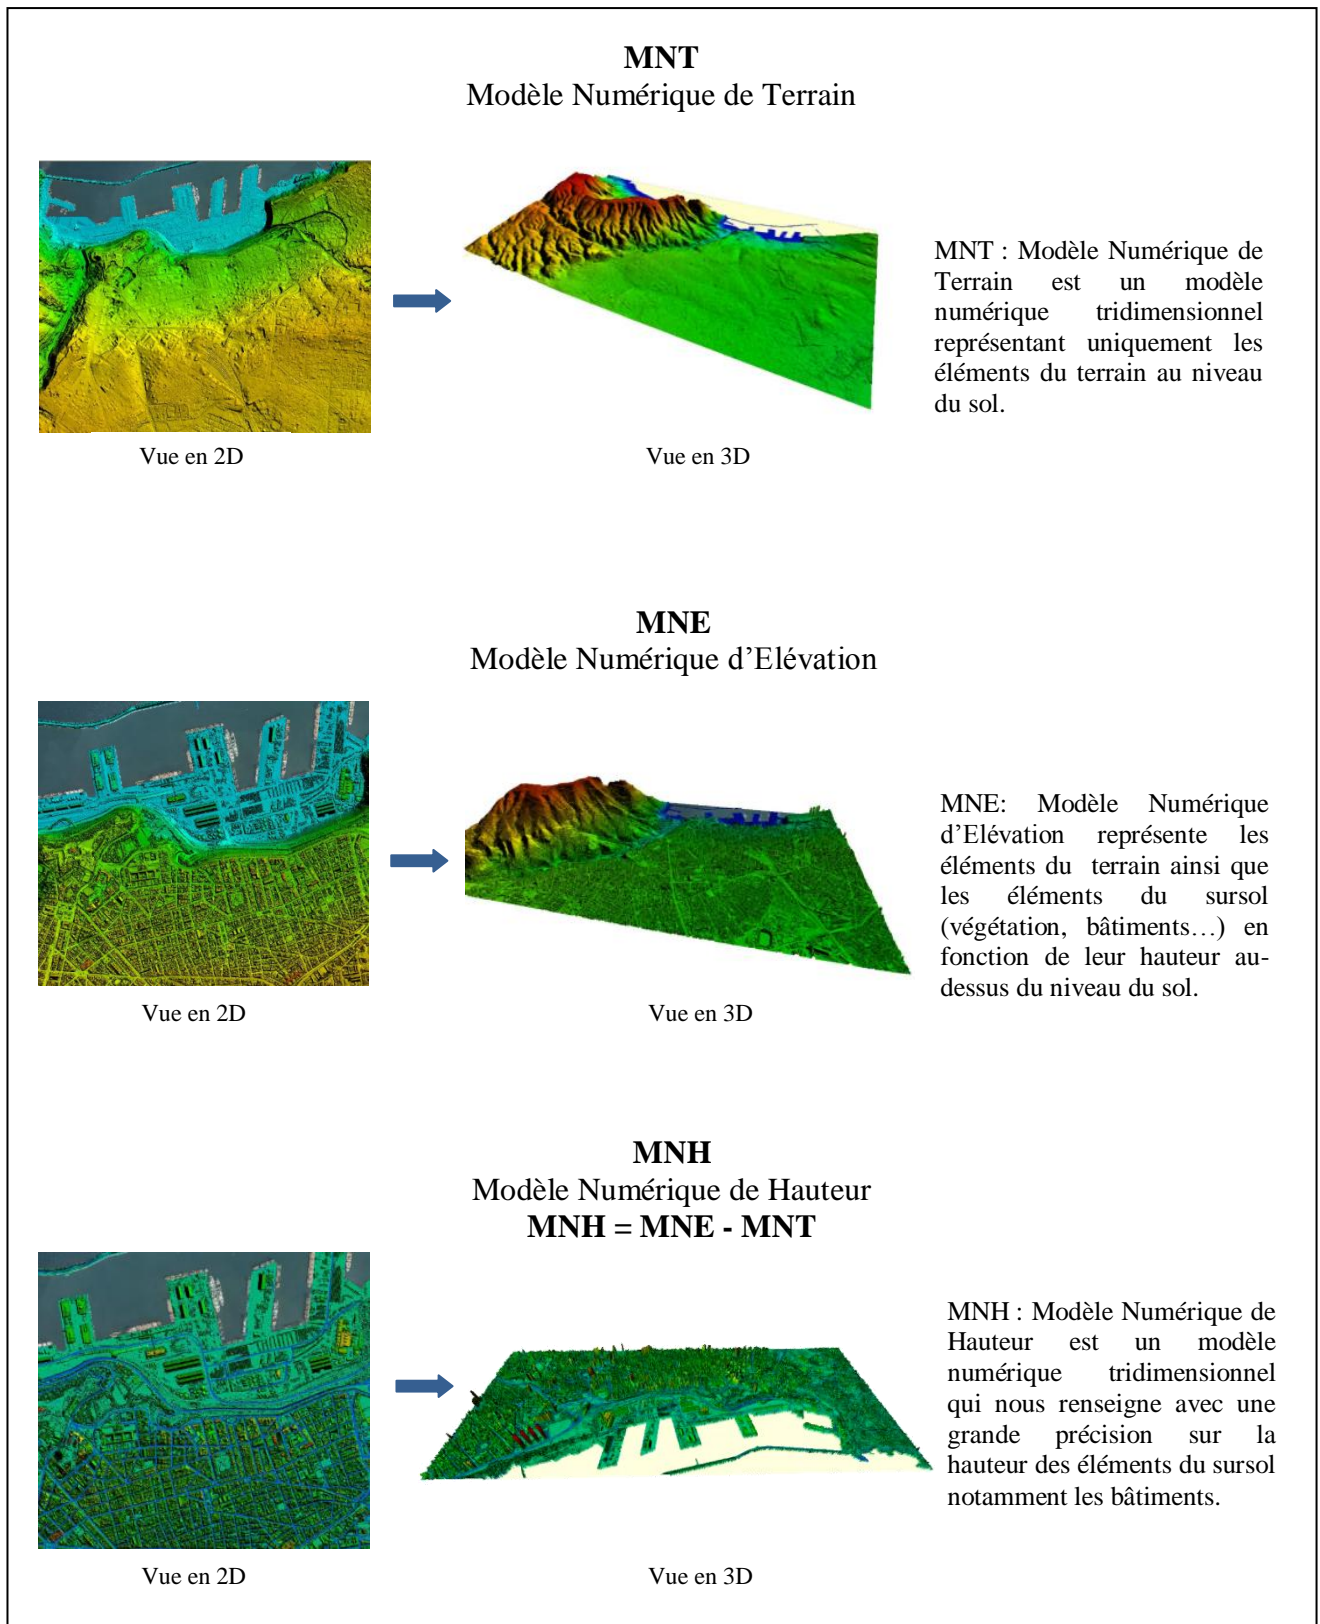 MNT
Modèle Numérique de Terrain
MNT : Modèle Numérique de
Terrain est un modèle
numérique tridimensionnel
représentant uniquement les
éléments du terrain au niveau
du sol.
Vue en 2D
Vue en 3D
MNE
Modèle Numérique d’Elévation
MNE: Modèle Numérique
d’Elévation représente les
éléments du terrain ainsi que
les éléments du sursol
(végétation, bâtiments…) en
fonction de leur hauteur au-
dessus du niveau du sol.
Vue en 2D
Vue en 3D
MNH
Modèle Numérique de Hauteur
MNH = MNE - MNT
MNH : Modèle Numérique de
Hauteur est un modèle
numérique tridimensionnel
qui nous renseigne avec une
grande précision sur la
hauteur des éléments du sursol
notamment les bâtiments.
Vue en 2D
Vue en 3D